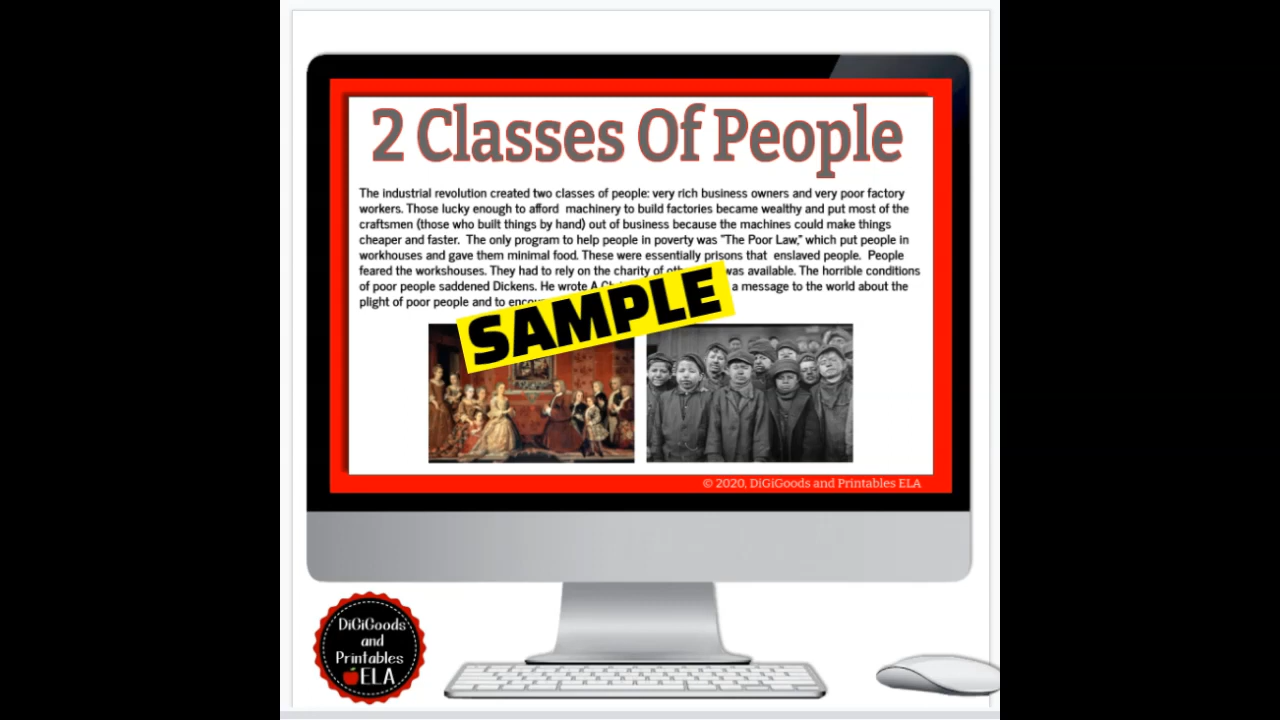 2 Classes Of People
The industrial revolution created two classes of people: very rich business owners and very poor factory
workers. Those lucky enough to afford machinery to build factories became wealthy and put most of the
craftsmen (those who built things by hand) out of business because the machines could make things
cheaper and faster. The only program to help people in poverty was "The Poor Law," which put people in
workhouses and gave them minimal food. These were essentially prisons that enslaved people. People
feared the workshouses. They had to rely on the charity of was available. The horrible conditions
of poor people saddened Dickens. He wrote A a message to the world about the
plight of poor people and to
SAMPLE
© 2020, DiGiGoods and Printables ELA
DiGiGoods
and
Printables
ELA